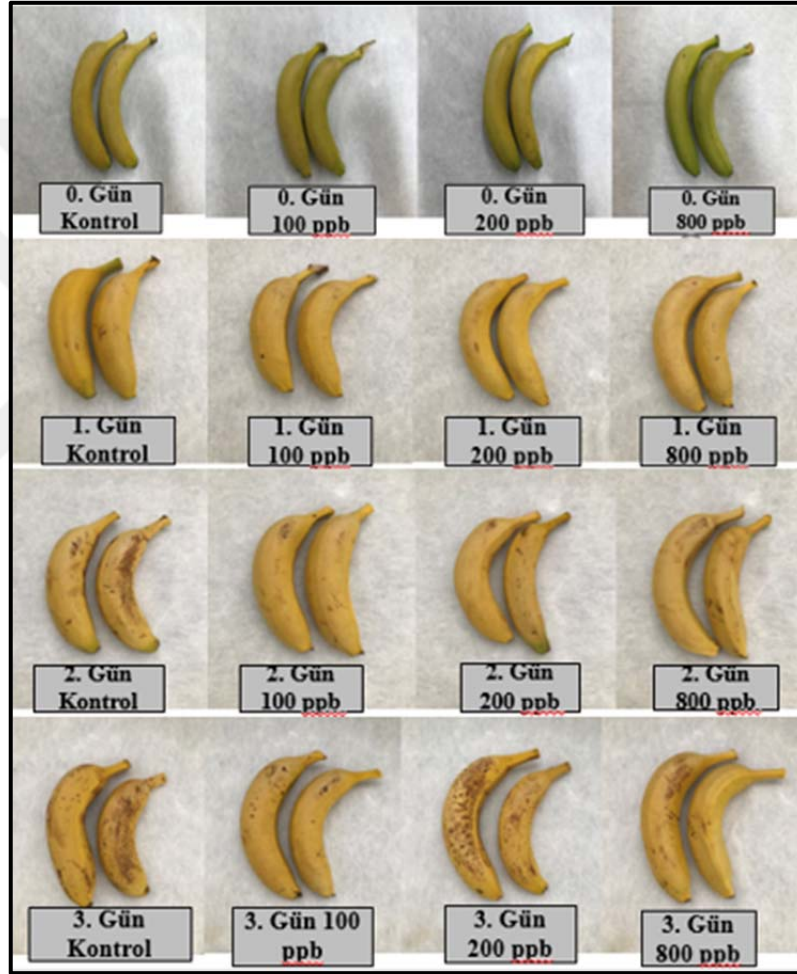 0. Gün
Kontrol
0. Gün
100 ppb
0. Gün
200 ppb
0. Gün
800 ppb
1. Gün
Kontrol
1. Gün
100 ppb
1. Gün
200 ppb
1. Gün
800 ppb
2. Gün
Kontrol
2. Gün
100 ppb
2. Gün
200 ppb
2. Gün
800 ppb
3. Gün
Kontrol
3. Gün 100
ppb
3. Gün
200 ppb
3. Gün
800 ppb